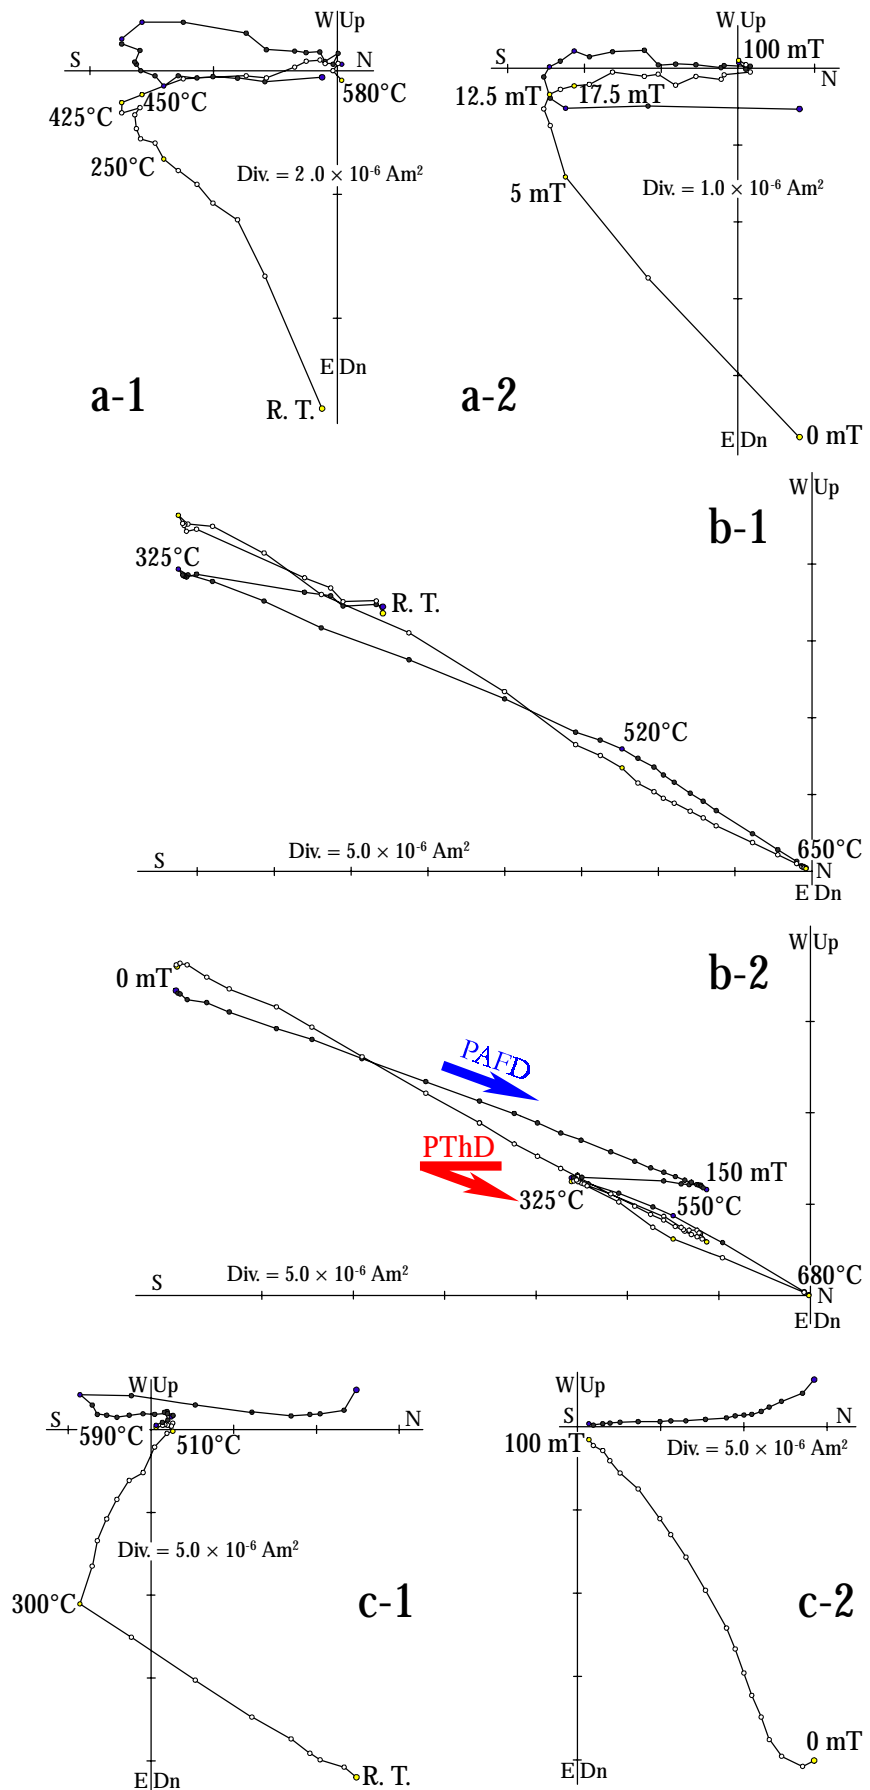 W Up
S
N
580°C
450°C
425°C
250°C
Div. = 2 .0 × 10⁻⁶ Am²
E Dn
a-1
R. T.
W Up
100 mT
S
N
12.5 mT
17.5 mT
5 mT
Div. = 1.0 × 10⁻⁶ Am²
a-2
E Dn
0 mT
W Up
b-1
325°C
R. T.
520°C
650°C
Div. = 5.0 × 10⁻⁶ Am²
S
N
E Dn
W Up
b-2
0 mT
PAFD
PThD
150 mT
325°C
550°C
680°C
Div. = 5.0 × 10⁻⁶ Am²
S
N
E Dn
W Up
S
N
590°C
510°C
Div. = 5.0 × 10⁻⁶ Am²
300°C
c-1
E Dn
R. T.
W Up
S
N
100 mT
Div. = 5.0 × 10⁻⁶ Am²
c-2
0 mT
E Dn